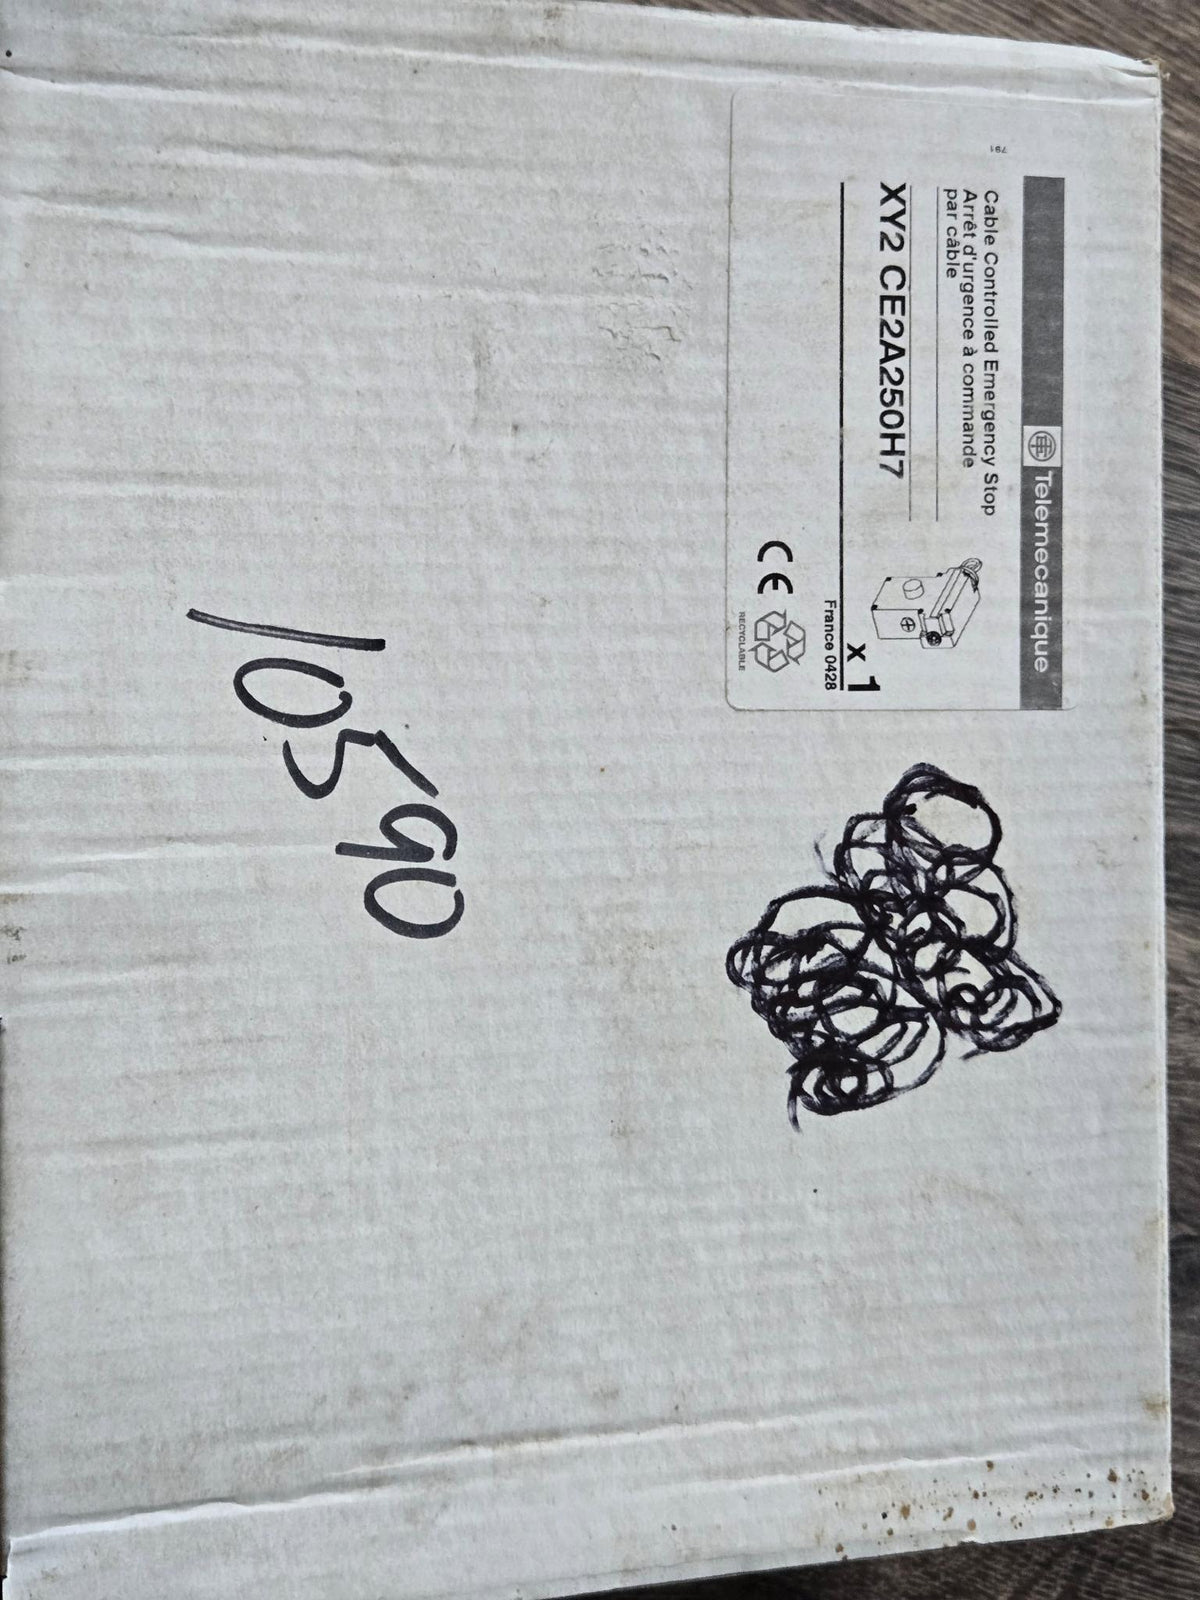 791
Telemecanique
Cable Controlled Emergency Stop
Arrêt d'urgence à commande
par câble
XY2 CE2A250H7
x 1
France 0428
CE
RECYCLABLE
10590